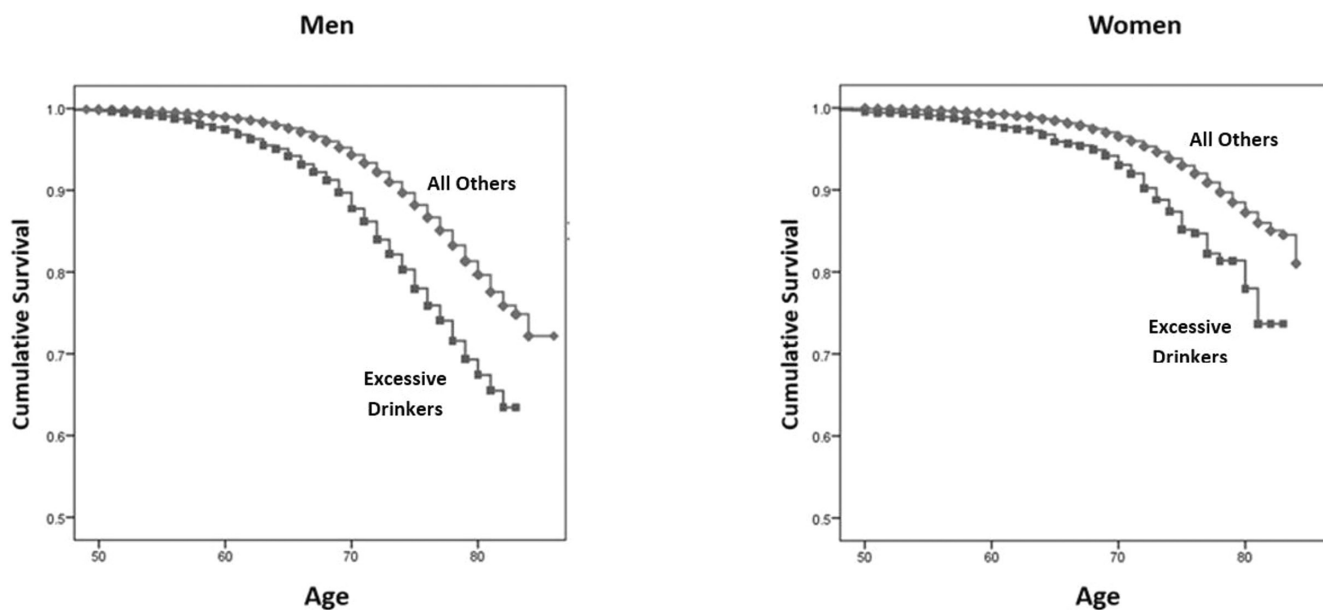 Men
Women
Cumulative Survival
1.0
0.9
0.8
0.7
0.6
0.5
All Others
Excessive
Drinkers
50
60
70
80
Age
Cumulative Survival
1.0
0.9
0.8
0.7
0.6
0.5
All Others
Excessive
Drinkers
50
60
70
80
Age